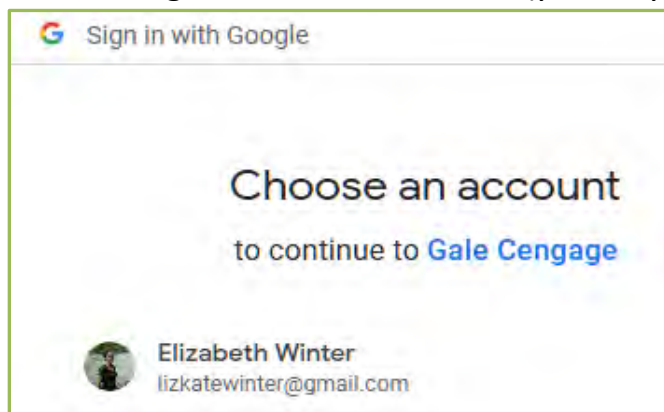 Sign in with Google
Choose an account
to continue to Gale Cengage
Elizabeth Winter
lizkatewinter@gmail.com